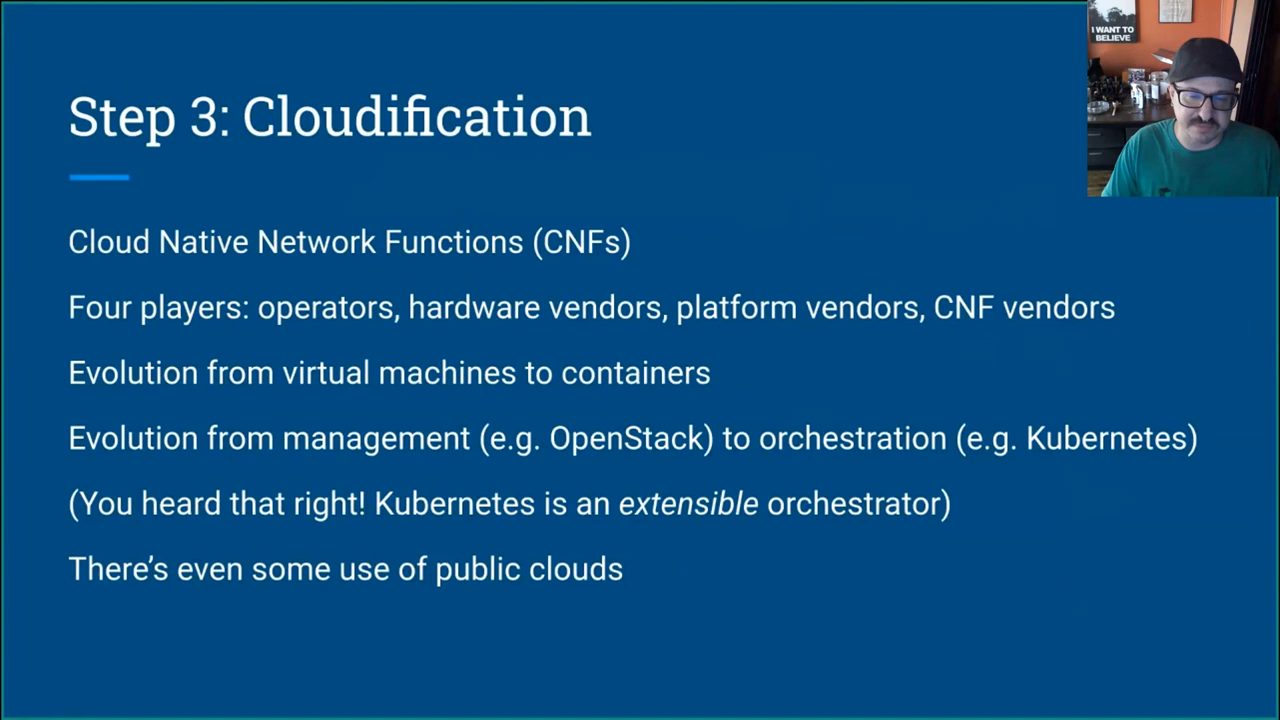 Step 3: Cloudification
Cloud Native Network Functions (CNFs)
Four players: operators, hardware vendors, platform vendors, CNF vendors
Evolution from virtual machines to containers
Evolution from management (e.g. OpenStack) to orchestration (e.g. Kubernetes)
(You heard that right! Kubernetes is an extensible orchestrator)
There’s even some use of public clouds
I WANT TO
BELIEVE